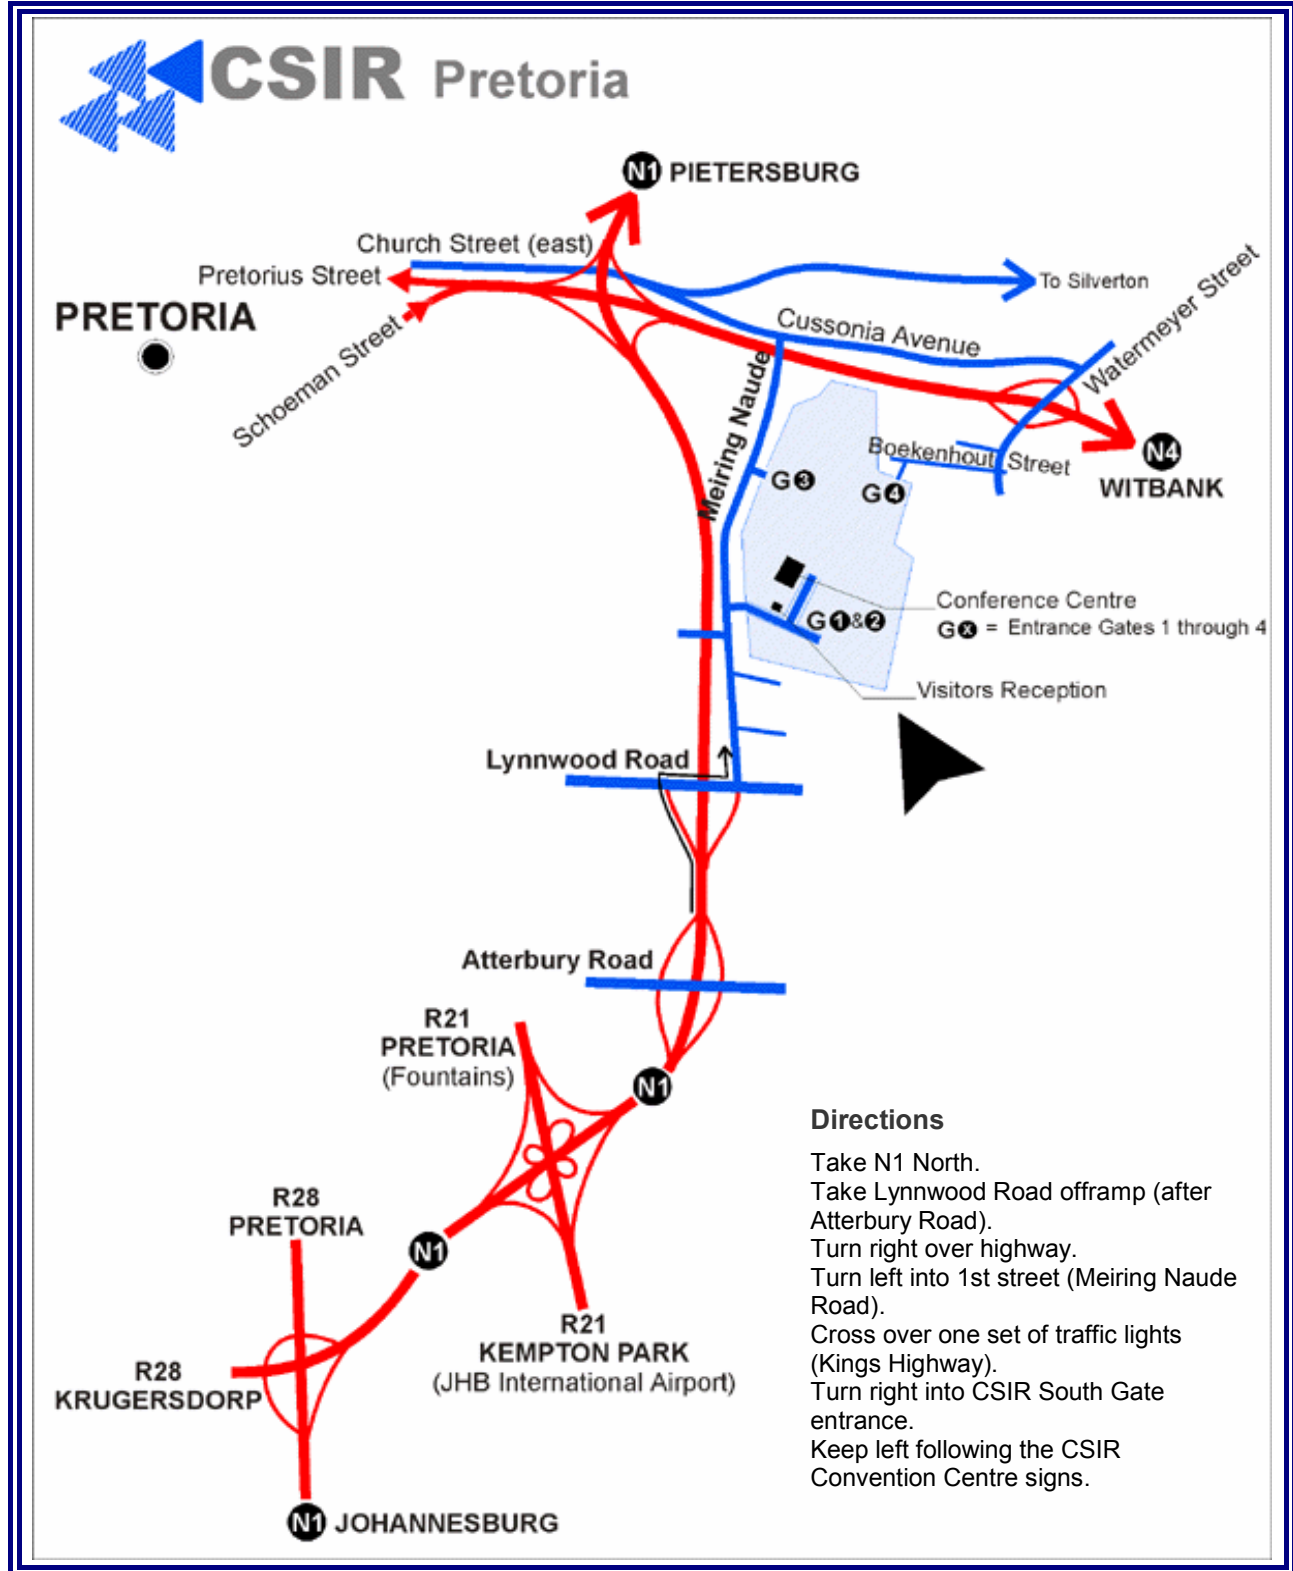 CSIR Pretoria
N1 PIETERSBURG
Church Street (east)
Pretorius Street
To Silverton
PRETORIA
Schoeman Street
Cussonia Avenue
Watermeyer Street
Meiring Naude
Boekenhout Street
N4
WITBANK
G3
G4
Conference Centre
G1&2
GX = Entrance Gates 1 through 4
Visitors Reception
Lynnwood Road
Atterbury Road
R21
PRETORIA
(Fountains)
N1
Directions
Take N1 North.
Take Lynnwood Road offramp (after
Atterbury Road).
Turn right over highway.
Turn left into 1st street (Meiring Naude
Road).
Cross over one set of traffic lights
(Kings Highway).
Turn right into CSIR South Gate
entrance.
Keep left following the CSIR
Convention Centre signs.
R28
PRETORIA
N1
R21
KEMPTON PARK
(JHB International Airport)
R28
KRUGERSDORP
N1 JOHANNESBURG